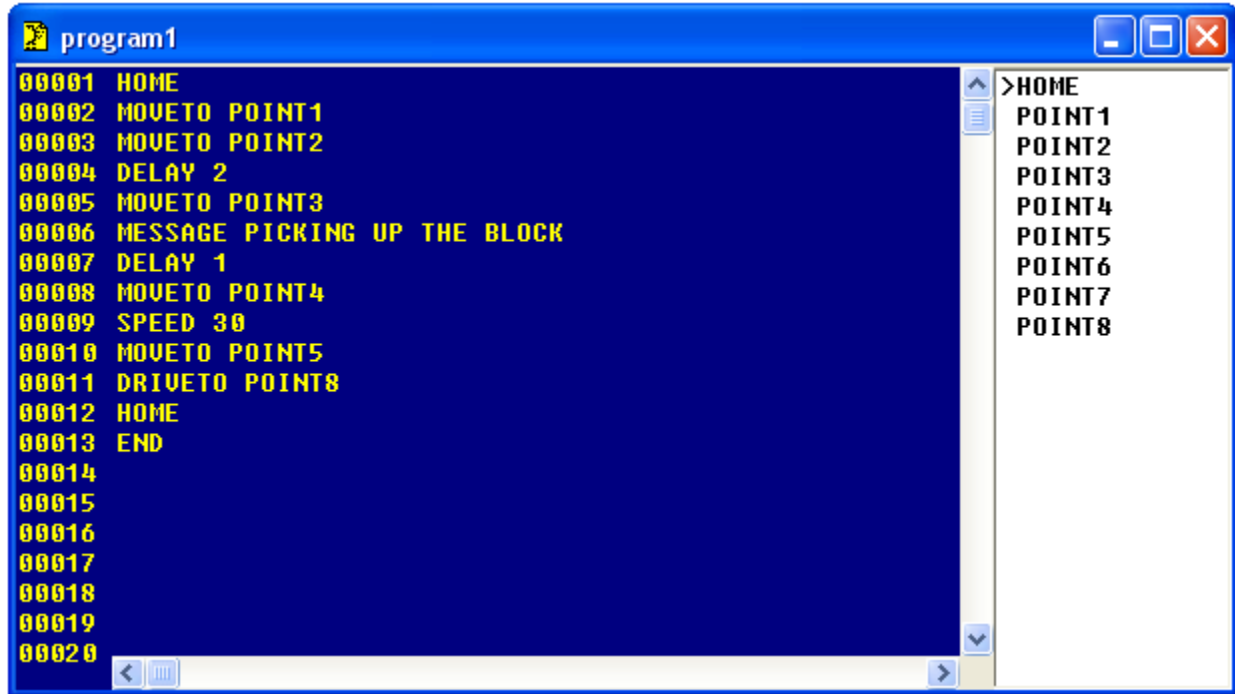 program1
00001 HOME
00002 MOVETO POINT1
00003 MOVETO POINT2
00004 DELAY 2
00005 MOVETO POINT3
00006 MESSAGE PICKING UP THE BLOCK
00007 DELAY 1
00008 MOVETO POINT4
00009 SPEED 30
00010 MOVETO POINT5
00011 DRIVETO POINT8
00012 HOME
00013 END
00014
00015
00016
00017
00018
00019
00020
>HOME
POINT1
POINT2
POINT3
POINT4
POINT5
POINT6
POINT7
POINT8